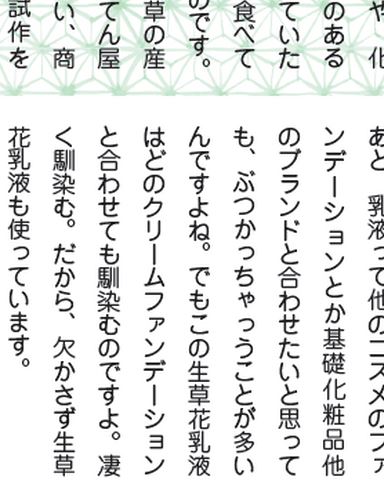 や、化
のある
ていた
食べて
のです。
草の産
てん屋
い、商
試作を
あと、乳液って他のコスメのファ
ンデーションとか基礎化粧品他
のブランドと合わせたいと思って
も、ぶつかっちゃっうことが多い
んですよね。でもこの生草花乳液
はどのクリームファンデーション
と合わせても馴染むのですよ。凄
く馴染む。だから、欠かさず生草
花乳液も使っています。